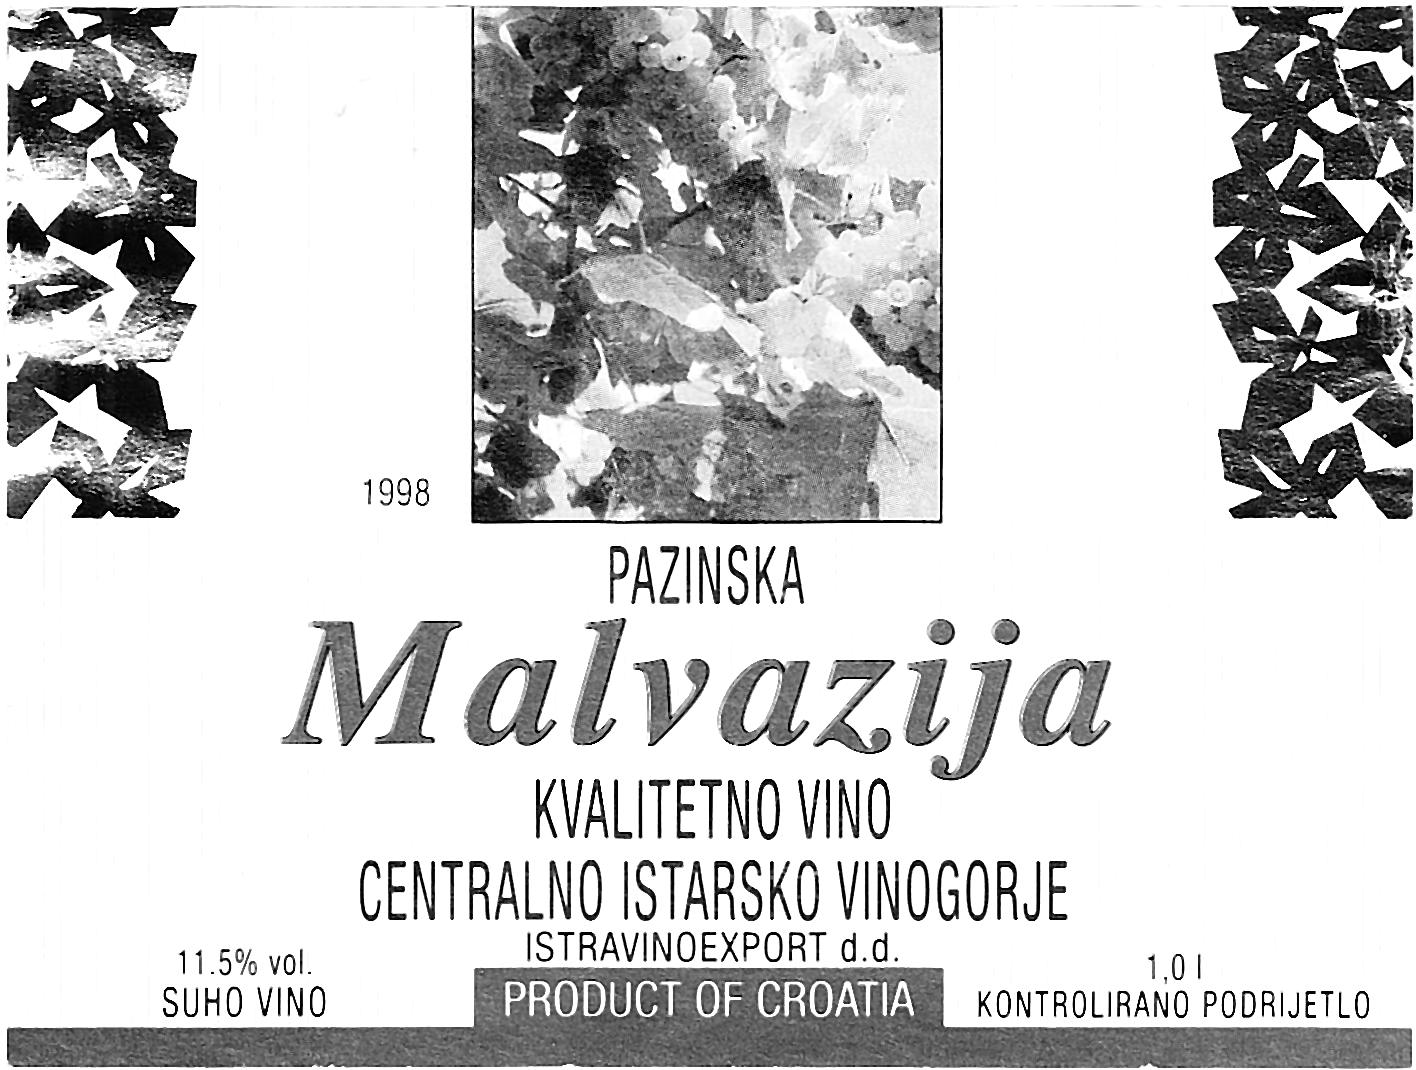 1998
PAZINSKA
Malvazija
KVALITETNO VINO
CENTRALNO ISTARSKO VINOGORJE
ISTRAVINOEXPORT d.d.
11.5% vol.
SUHO VINO
PRODUCT OF CROATIA
1,0 l
KONTROLIRANO PODRIJETLO